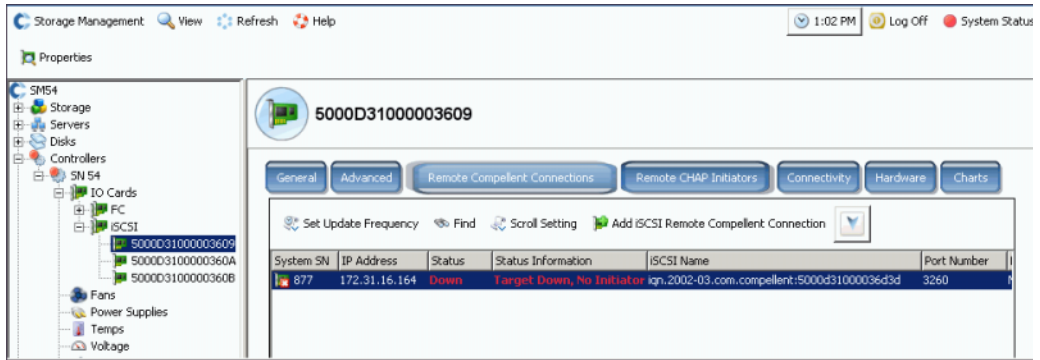 Storage Management View Refresh Help 1:02 PM Log Off System Status
Properties
SM54
Storage
Servers
Disks
Controllers
SN 54
IO Cards
FC
iSCSI
5000D31000003609
5000D3100000360A
5000D3100000360B
Fans
Power Supplies
Temps
Voltage
5000D31000003609
General Advanced Remote Compellent Connections Remote CHAP Initiators Connectivity Hardware Charts
Set Update Frequency Find Scroll Setting Add iSCSI Remote Compellent Connection
System SN IP Address Status Status Information iSCSI Name Port Number
877 172.31.16.164 Down Target Down, No Initiator iqn.2002-03.com.compellent:5000d31000036d3d 3260